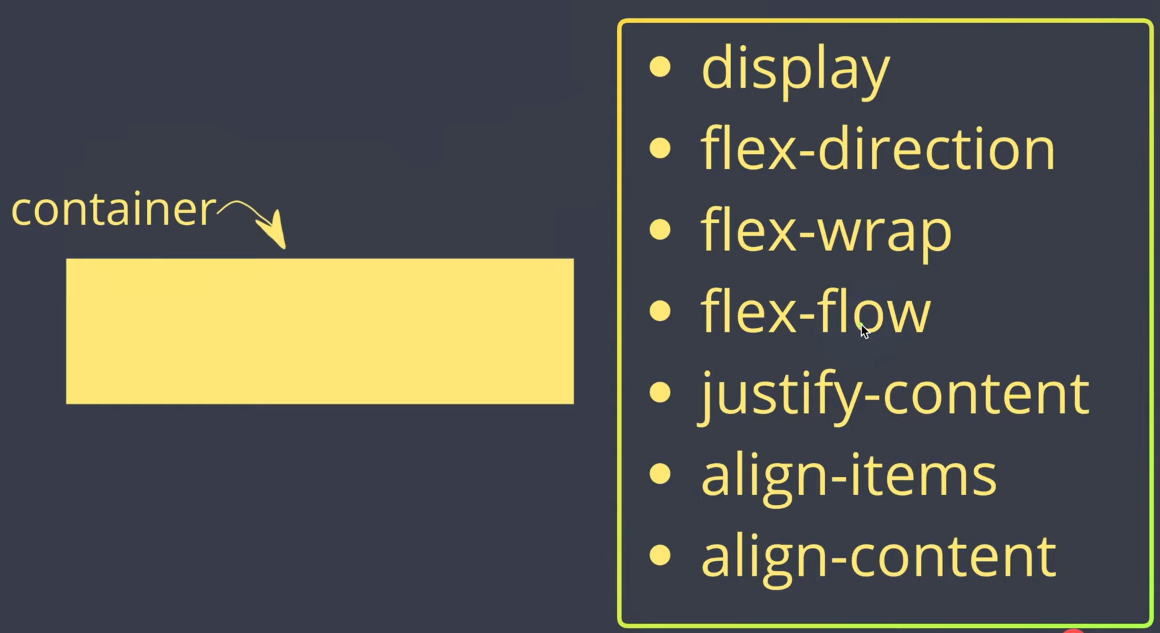 container
display
flex-direction
flex-wrap
flex-flow
justify-content
align-items
align-content